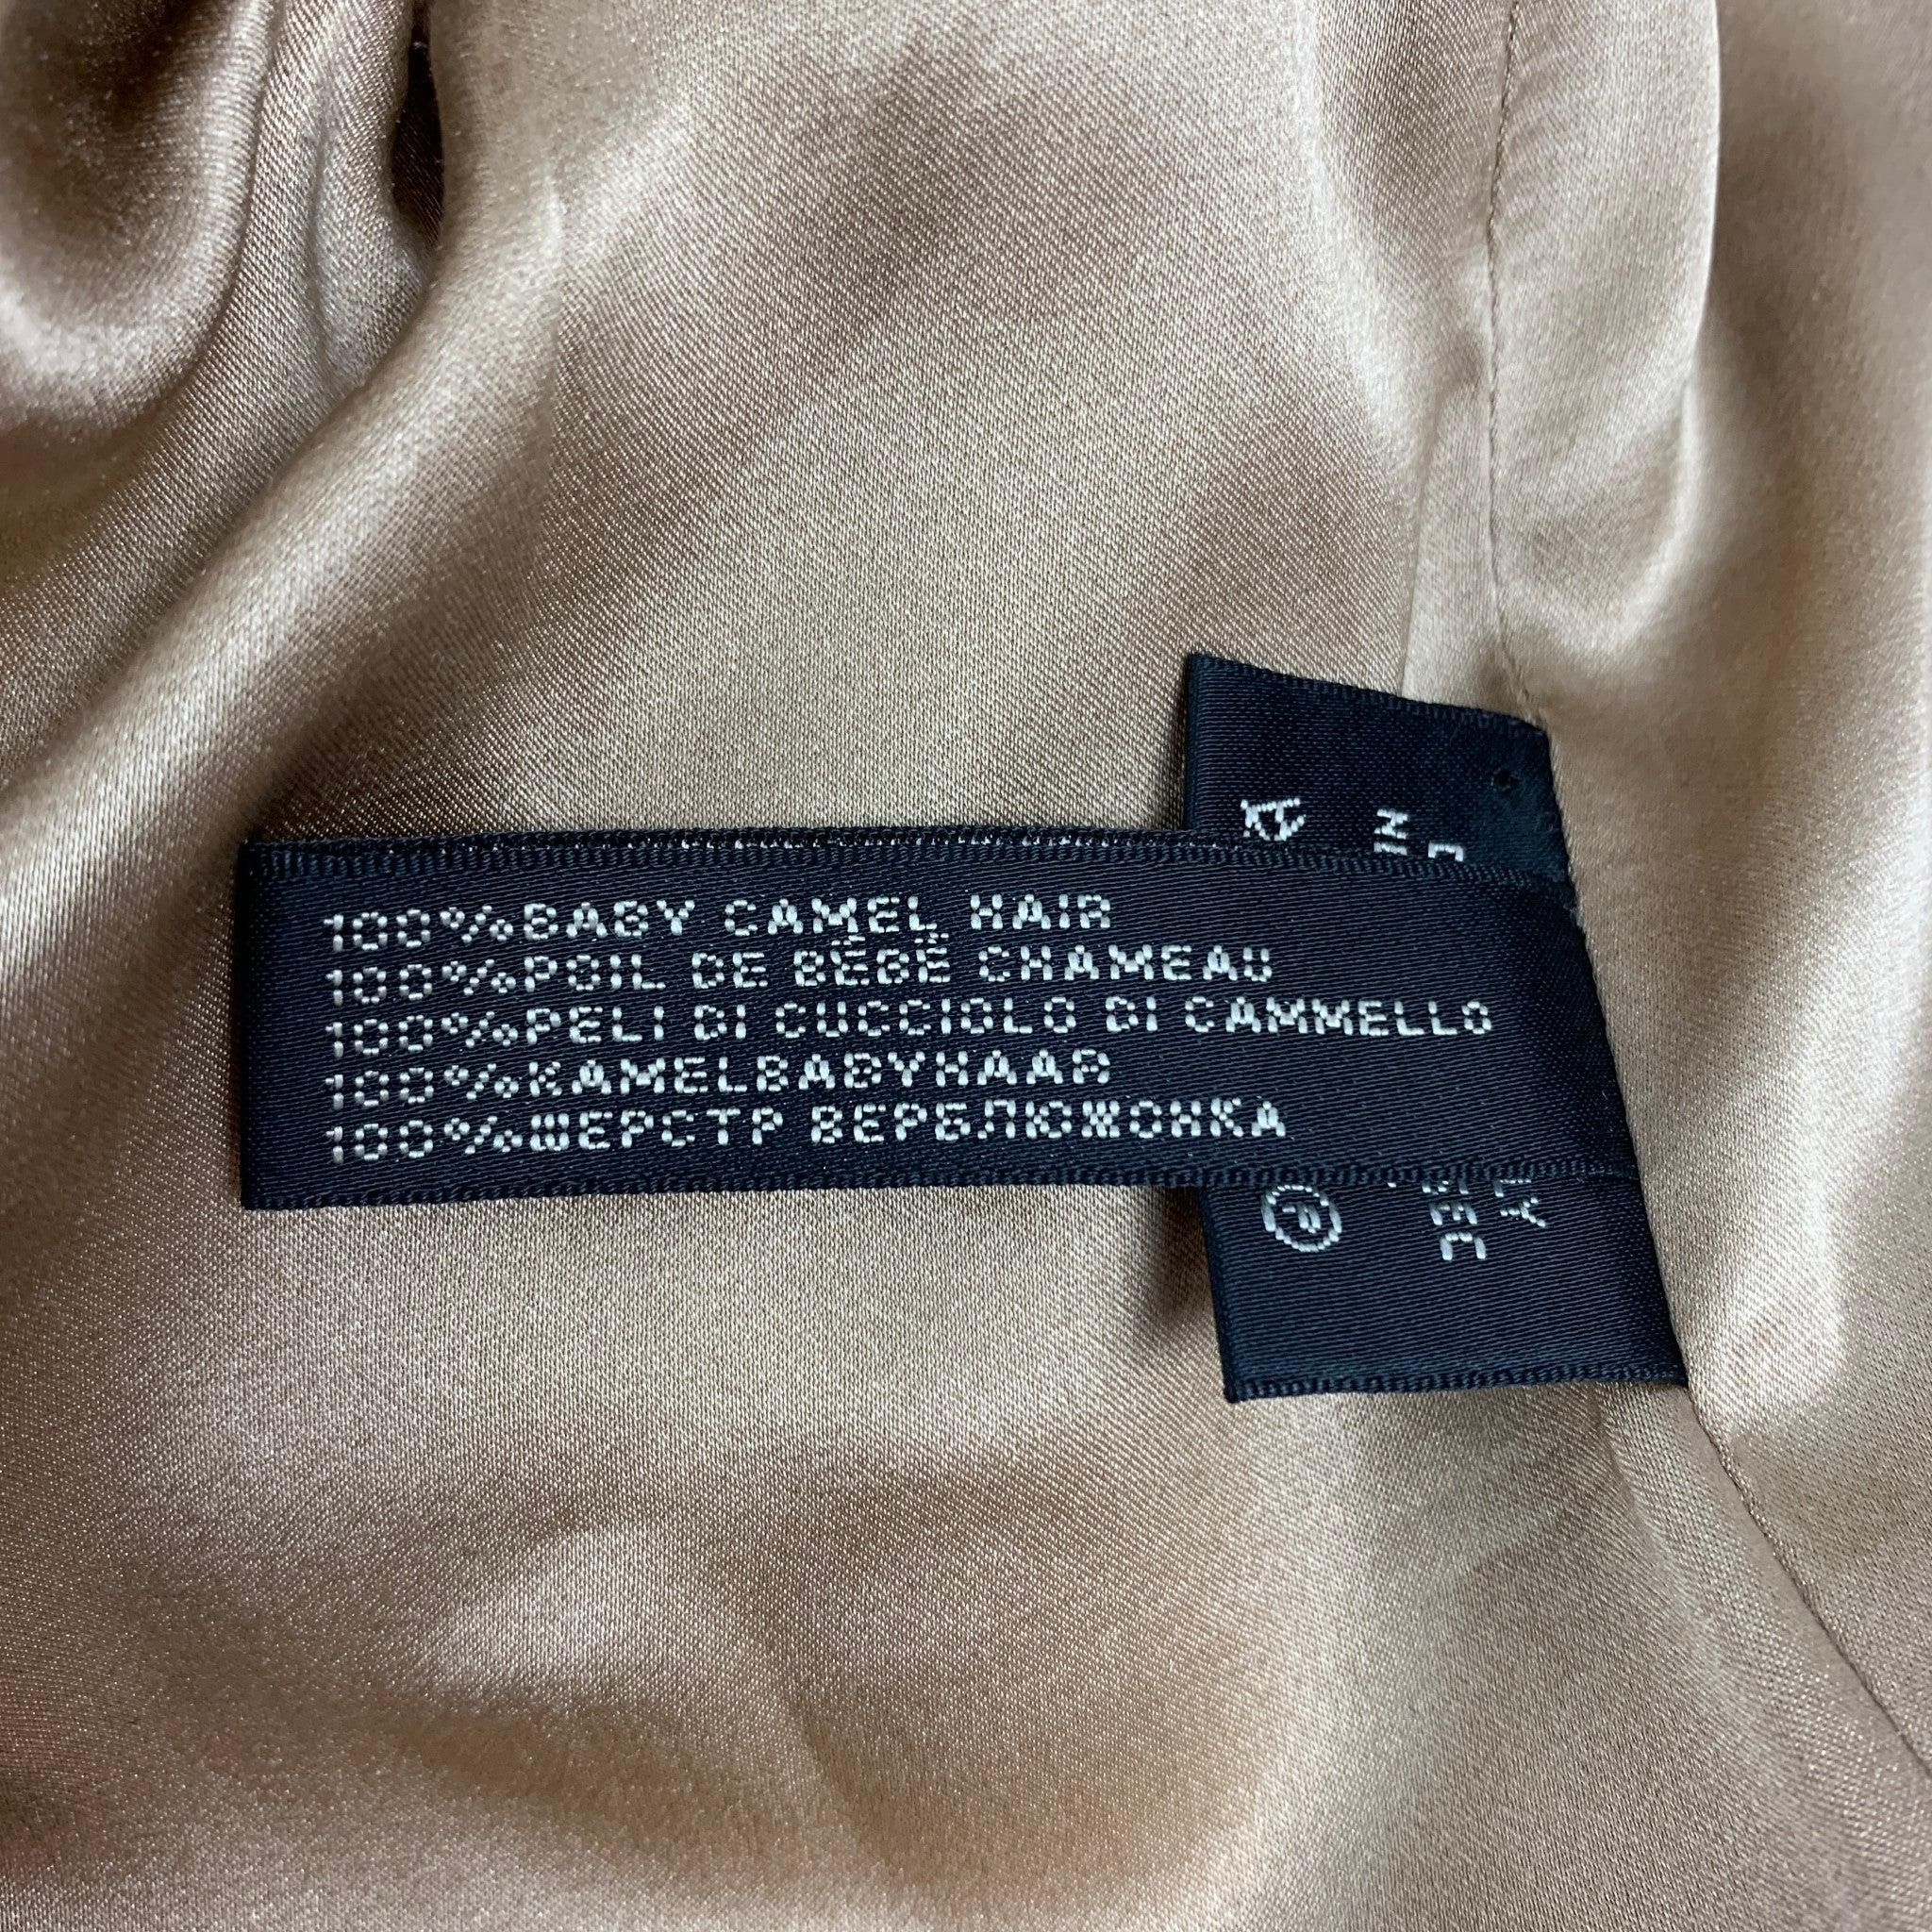 100%BABY CAMEL HAIR
100%POIL DE BÉBÉ CHAMEAU
100%PELI DI CUCCIOLO DI CAMMELLO
100%KAMELBABYHAAR
100%ШЕРСТР ВЕРБЛЮЖОНКА